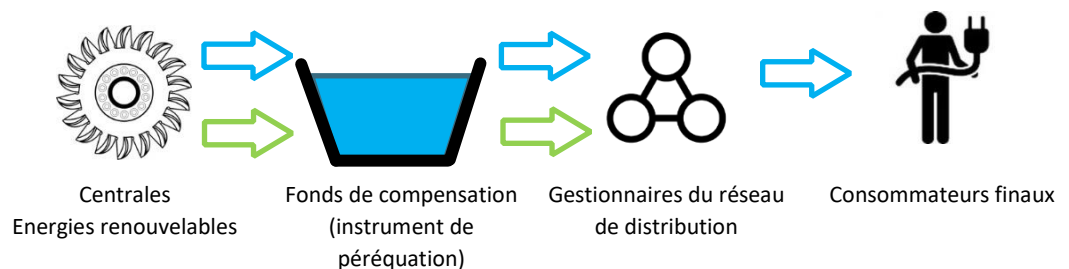 Centrales
Energies renouvelables
Fonds de compensation
(instrument de
péréquation)
Gestionnaires du réseau
de distribution
Consommateurs finaux